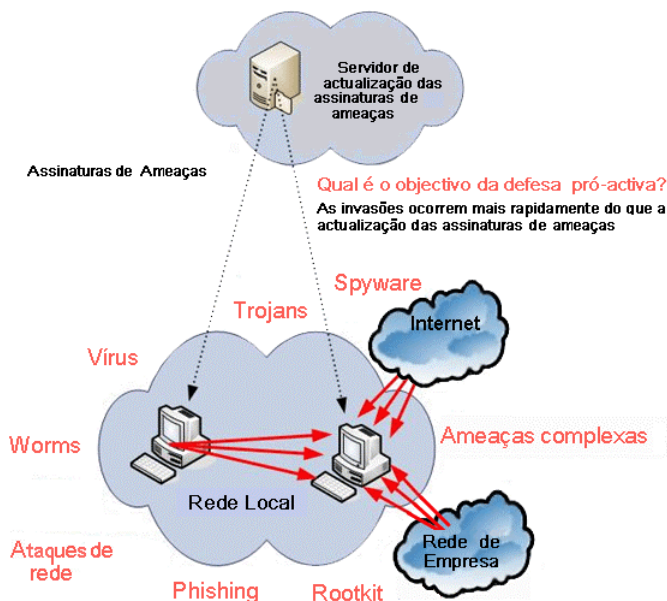 Servidor de
actualização das
assinaturas de
ameaças
Assinaturas de Ameaças
Qual é o objectivo da defesa pró-activa?
As invasões ocorrem mais rapidamente do que a
actualização das assinaturas de ameaças
Spyware
Trojans
Internet
Vírus
Worms
Ameaças complexas
Rede Local
Ataques de
rede
Rede de
Empresa
Phishing
Rootkit